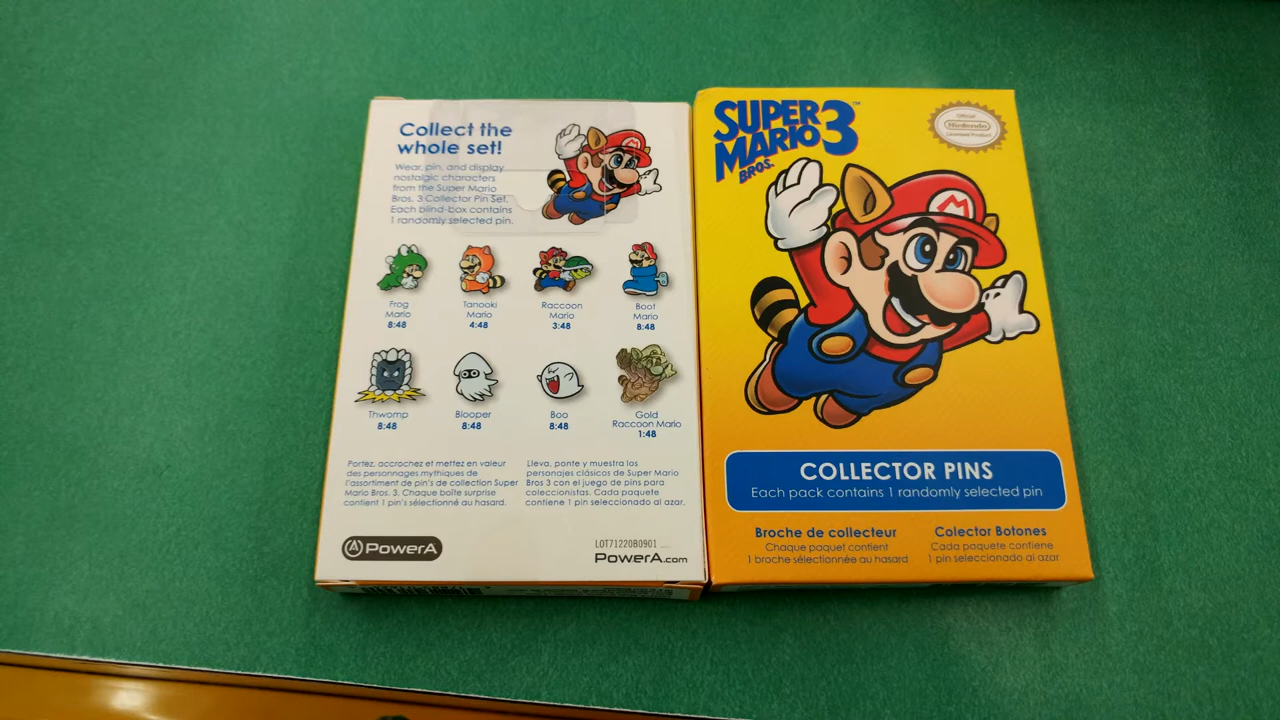 Collect the
whole set!
Wear, pin, and display
nostalgic characters
from the Super Mario
Bros. 3 Collector Pin Set.
Each blind-box contains
1 randomly selected pin.
Frog
Mario
8:48
Tanooki
Mario
4:48
Raccoon
Mario
3:48
Boot
Mario
8:48
Thwomp
8:48
Blooper
8:48
Boo
8:48
Gold
Raccoon Mario
1:48
Portez, accrochez et mettez en valeur
des personnages mythiques de
l'assortiment de pin's de collection Super
Mario Bros. 3. Chaque boîte surprise
contient 1 pin's sélectionné au hasard.
Lleva, ponte y muestra los
personajes clásicos de Super Mario
Bros 3 con el juego de pins para
coleccionistas. Cada paquete
contiene 1 pin seleccionado al azar.
PowerA
LOT71220B0901
PowerA.com
SUPER
MARIO
BROS. 3™
Official
Nintendo
Licensed Product
M
COLLECTOR PINS
Each pack contains 1 randomly selected pin
Broche de collecteur
Chaque paquet contient
1 broche sélectionnée au hasard
Colector Botones
Cada paquete contiene
1 pin seleccionado al azar